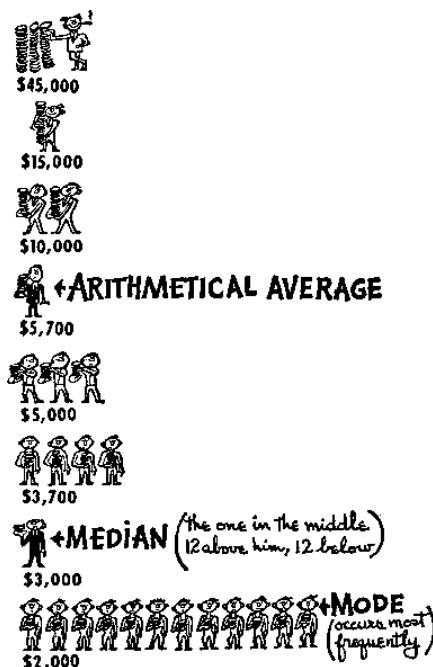 $45,000
$15,000
$10,000
←ARITHMETICAL AVERAGE
$5,700
$5,000
$3,700
←MEDIAN (the one in the middle
12 above him, 12 below)
$3,000
←MODE
(occurs most
frequently)
$2,000